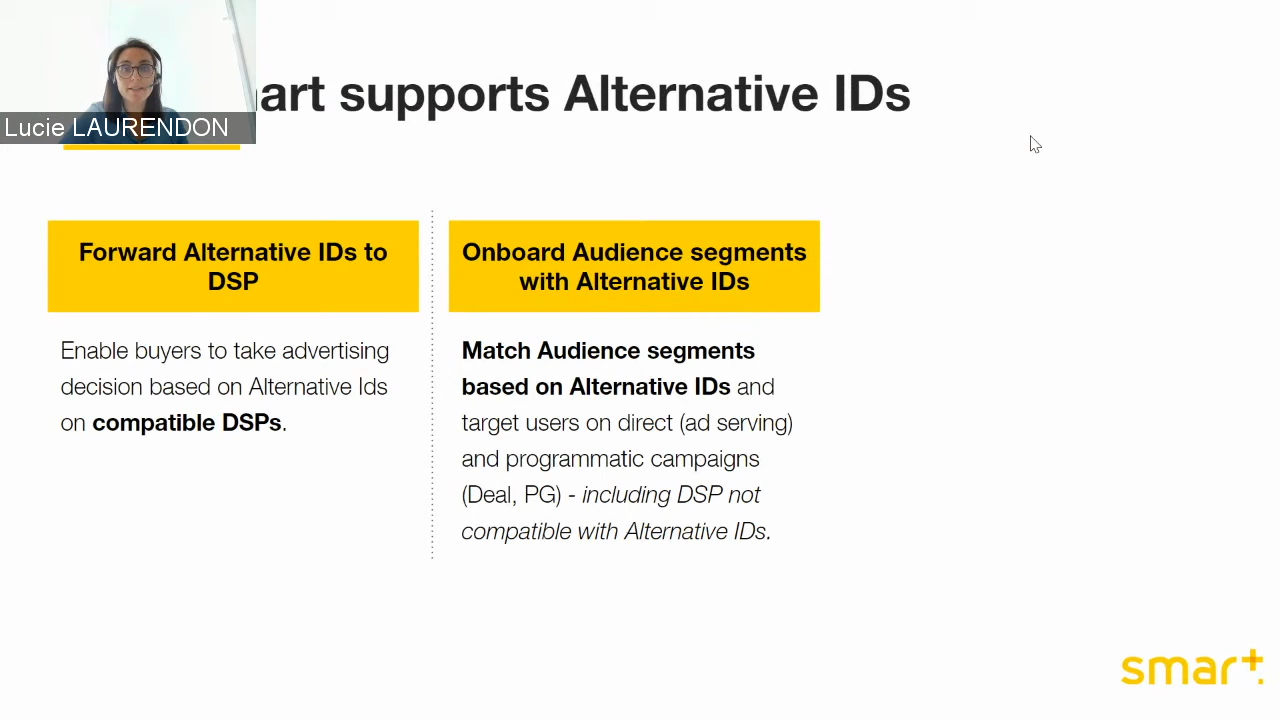 Lucie LAURENDON
art supports Alternative IDs
Forward Alternative IDs to
DSP
Enable buyers to take advertising
decision based on Alternative Ids
on compatible DSPs.
Onboard Audience segments
with Alternative IDs
Match Audience segments
based on Alternative IDs and
target users on direct (ad serving)
and programmatic campaigns
(Deal, PG) - including DSP not
compatible with Alternative IDs.
smart.